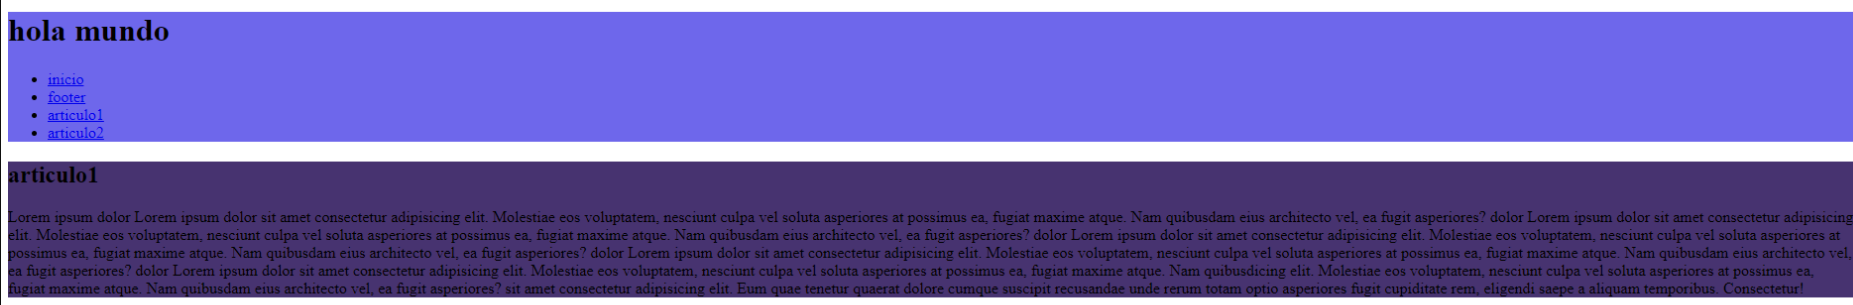 hola mundo
inicio
footer
articulo1
articulo2
articulo1
Lorem ipsum dolor Lorem ipsum dolor sit amet consectetur adipisicing elit. Molestiae eos voluptatem, nesciunt culpa vel soluta asperiores at possimus ea, fugiat maxime atque. Nam quibusdam eius architecto vel, ea fugit asperiores? dolor Lorem ipsum dolor sit amet consectetur adipisicing
elit. Molestiae eos voluptatem, nesciunt culpa vel soluta asperiores at possimus ea, fugiat maxime atque. Nam quibusdam eius architecto vel, ea fugit asperiores? dolor Lorem ipsum dolor sit amet consectetur adipisicing elit. Molestiae eos voluptatem, nesciunt culpa vel soluta asperiores at
possimus ea, fugiat maxime atque. Nam quibusdam eius architecto vel, ea fugit asperiores? dolor Lorem ipsum dolor sit amet consectetur adipisicing elit. Molestiae eos voluptatem, nesciunt culpa vel soluta asperiores at possimus ea, fugiat maxime atque. Nam quibusdam eius architecto vel,
ea fugit asperiores? dolor Lorem ipsum dolor sit amet consectetur adipisicing elit. Molestiae eos voluptatem, nesciunt culpa vel soluta asperiores at possimus ea, fugiat maxime atque. Nam quibusdicing elit. Molestiae eos voluptatem, nesciunt culpa vel soluta asperiores at possimus ea,
fugiat maxime atque. Nam quibusdam eius architecto vel, ea fugit asperiores? sit amet consectetur adipisicing elit. Eum quae tenetur quaerat dolore cumque suscipit recusandae unde rerum totam optio asperiores fugit cupiditate rem, eligendi saepe a aliquam temporibus. Consectetur!